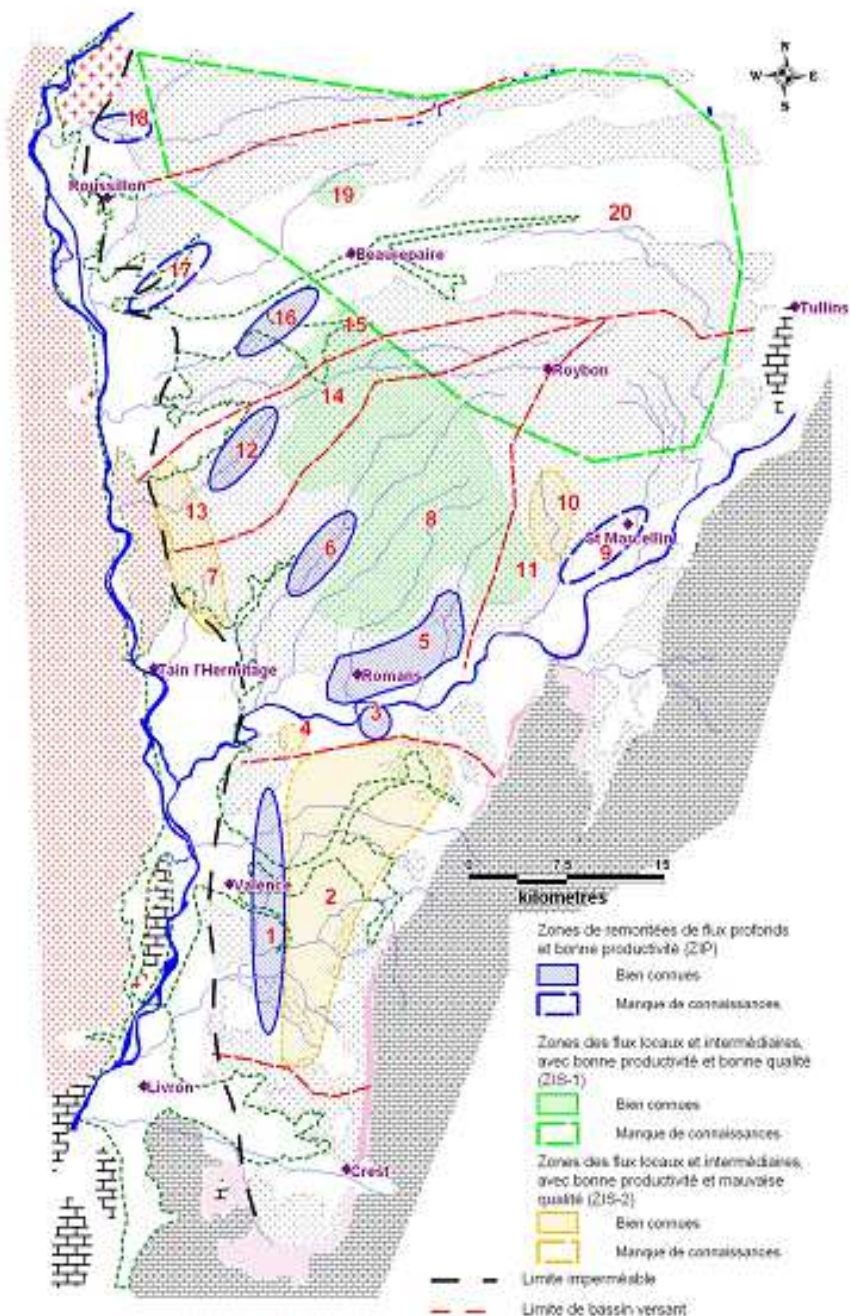 N
W E
S
18
Roussillon
19
20
17
Beaurepaire
16
15
Tullins
14
Roybon
12
13
10
8
6
St Marcellin
9
7
11
5
Tain l'Hermitage
Romans
3
4
0 7.5 15
kilometres
Valence
2
1
Livron
Crest
Zones de remontées de flux profonds
et bonne productivité (ZIP)
Bien connues
Manque de connaissances
Zones des flux locaux et intermédiaires,
avec bonne productivité et bonne qualité
(ZIS-1)
Bien connues
Manque de connaissances
Zones des flux locaux et intermédiaires,
avec bonne productivité et mauvaise
qualité (ZIS-2)
Bien connues
Manque de connaissances
Limite imperméable
Limite de bassin versant